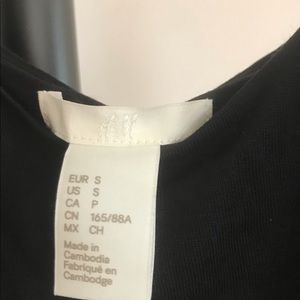 H&M
EUR S
US S
CA P
CN 165/88A
MX CH
Made in
Cambodia
Fabriqué en
Cambodge